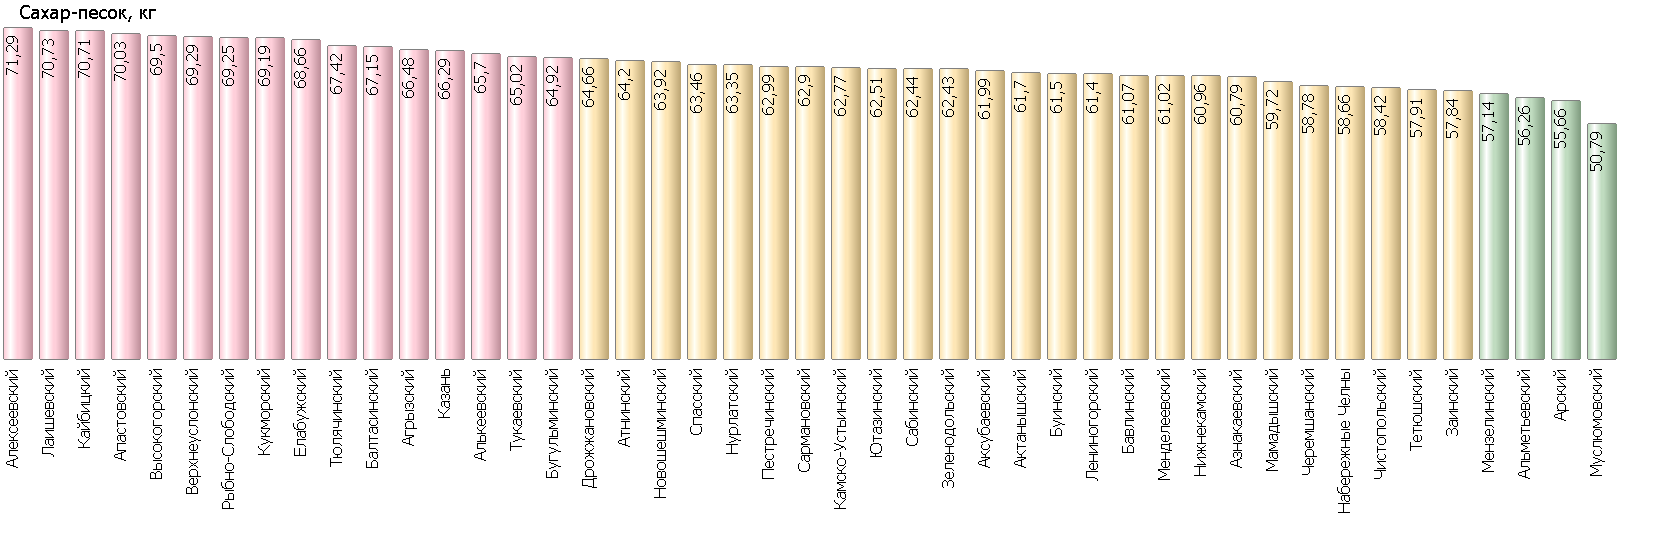 Сахар-песок, кг
71,29
70,73
70,71
70,03
69,5
69,29
69,25
69,19
68,66
67,42
67,15
66,48
66,29
65,7
65,02
64,92
64,66
64,2
63,92
63,46
63,35
62,99
62,9
62,77
62,51
62,44
62,43
61,99
61,7
61,5
61,4
61,07
61,02
60,96
60,79
59,72
58,78
58,66
58,42
57,91
57,84
57,14
56,26
55,66
50,79
Алексеевский
Лаишевский
Кайбицкий
Апастовский
Высокогорский
Верхнеуслонский
Рыбно-Слободский
Кукморский
Елабужский
Тюлячинский
Балтасинский
Агрызский
Казань
Алькеевский
Тукаевский
Бугульминский
Дрожжановский
Атнинский
Новошешминский
Спасский
Нурлатский
Пестречинский
Сармановский
Камско-Устьинский
Ютазинский
Сабинский
Зеленодольский
Аксубаевский
Актанышский
Буинский
Лениногорский
Бавлинский
Менделеевский
Нижнекамский
Азнакаевский
Мамадышский
Черемшанский
Набережные Челны
Чистопольский
Тетюшский
Заинский
Мензелинский
Альметьевский
Арский
Муслюмовский